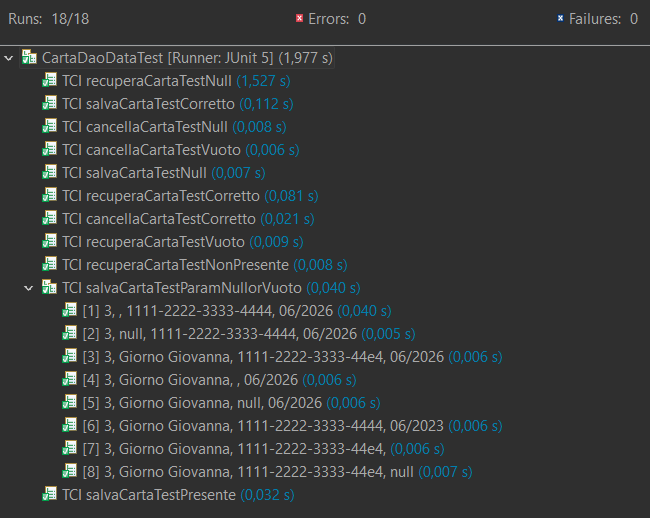 Runs: 18/18 Errors: 0 Failures: 0
CartaDaoDataTest [Runner: JUnit 5] (1,977 s)
TCI recuperaCartaTestNull (1,527 s)
TCI salvaCartaTestCorretto (0,112 s)
TCI cancellaCartaTestNull (0,008 s)
TCI cancellaCartaTestVuoto (0,006 s)
TCI salvaCartaTestNull (0,007 s)
TCI recuperaCartaTestCorretto (0,081 s)
TCI cancellaCartaTestCorretto (0,021 s)
TCI recuperaCartaTestVuoto (0,009 s)
TCI recuperaCartaTestNonPresente (0,008 s)
TCI salvaCartaTestParamNullorVuoto (0,040 s)
[1] 3, , 1111-2222-3333-4444, 06/2026 (0,040 s)
[2] 3, null, 1111-2222-3333-4444, 06/2026 (0,005 s)
[3] 3, Giorno Giovanna, 1111-2222-3333-44e4, 06/2026 (0,006 s)
[4] 3, Giorno Giovanna, , 06/2026 (0,006 s)
[5] 3, Giorno Giovanna, null, 06/2026 (0,006 s)
[6] 3, Giorno Giovanna, 1111-2222-3333-4444, 06/2023 (0,006 s)
[7] 3, Giorno Giovanna, 1111-2222-3333-44e4, (0,006 s)
[8] 3, Giorno Giovanna, 1111-2222-3333-44e4, null (0,007 s)
TCI salvaCartaTestPresente (0,032 s)